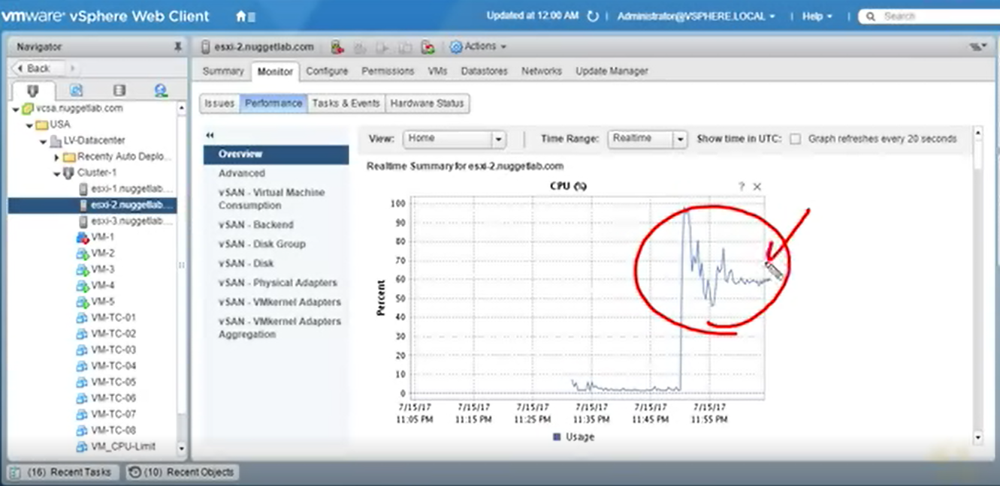 vmware® vSphere Web Client
Updated at 12:00 AM | Administrator@VSPHERE.LOCAL | Help | Search
Navigator
Back
vcsa.nuggetlab.com
USA
LV-Datacenter
Recenty Auto Deplo...
Cluster-1
esxi-1.nuggetlab....
esxi-2.nuggetlab....
esxi-3.nuggetlab....
VM-1
VM-2
VM-3
VM-4
VM-5
VM-TC-01
VM-TC-02
VM-TC-03
VM-TC-04
VM-TC-05
VM-TC-06
VM-TC-07
VM-TC-08
VM_CPU-Limit
esxi-2.nuggetlab.com Actions
Summary Monitor Configure Permissions VMs Datastores Networks Update Manager
Issues Performance Tasks & Events Hardware Status
Overview
Advanced
vSAN - Virtual Machine
Consumption
vSAN - Backend
vSAN - Disk Group
vSAN - Disk
vSAN - Physical Adapters
vSAN - VMkernel Adapters
vSAN - VMkernel Adapters
Aggregation
View: Home Time Range: Realtime Show time in UTC: Graph refreshes every 20 seconds
Realtime Summary for esxi-2.nuggetlab.com
CPU (%) ?
100
90
80
70
60
50
40
30
20
10
0
Percent
7/15/17 7/15/17 7/15/17 7/15/17 7/15/17 7/15/17
11:05 PM 11:15 PM 11:25 PM 11:35 PM 11:45 PM 11:55 PM
Usage
(16) Recent Tasks (10) Recent Objects